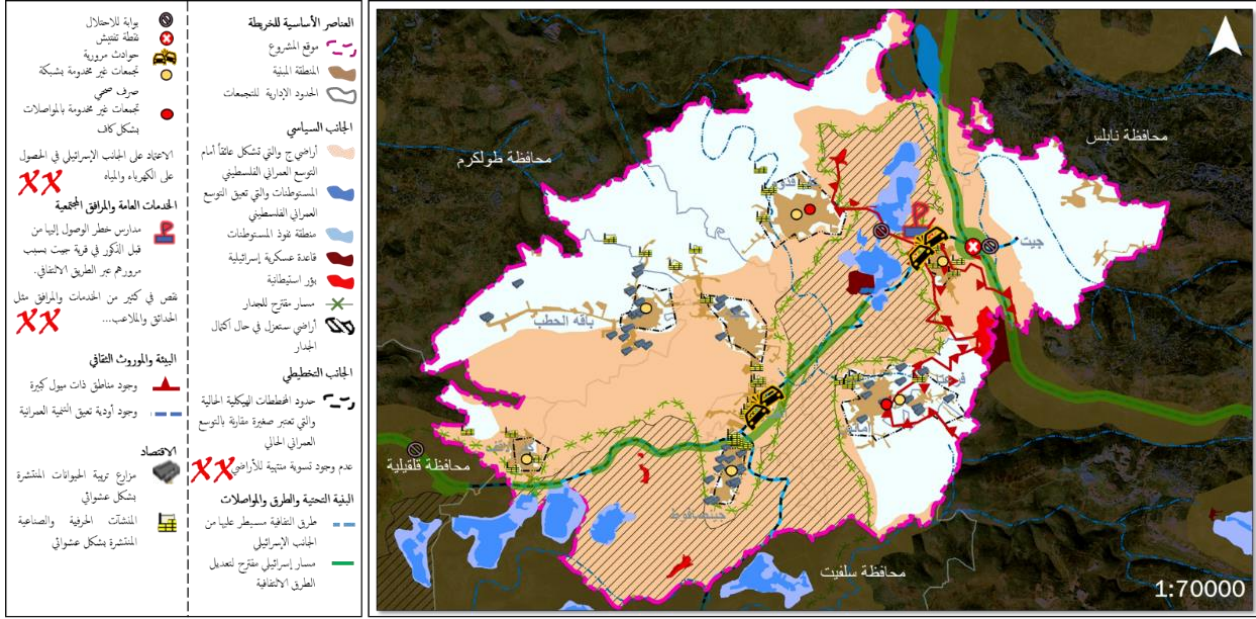 العناصر الأساسية للخريطة
موقع المشروع
المنطقة المبنية
الحدود الإدارية للتجمعات
الجانب السياسي
أراضي ج والتي تشكل عائقاً أمام
التوسع العمراني الفلسطيني
المستوطنات والتي تعيق التوسع
العمراني الفلسطيني
منطقة نفوذ المستوطنات
قاعدة عسكرية إسرائيلية
بؤر استيطانية
مسار مقترح للجدار
أراضي ستعزل في حال اكتمال
الجدار
الجانب التخطيطي
حدود المخططات الهيكلية الحالية
والتي تعتبر صغيرة مقارنة بالتوسع
العمراني الحالي
عدم وجود تسوية منتهية للأراضي XX
البنية التحتية والطرق والمواصلات
طرق التفافية مسيطر عليها من
الجانب الإسرائيلي
مسار إسرائيلي مقترح لتعديل
الطرق الالتفافية
بوابة للاحتلال
نقطة تفتيش
حوادث مرورية
تجمعات غير مخدومة بشبكة
صرف صحي
تجمعات غير مخدومة بالمواصلات
بشكل كاف
الاعتماد على الجانب الإسرائيلي في الحصول
على الكهرباء والمياه XX
الخدمات العامة والمرافق المجتمعية
مدارس خطر الوصول إليها من
قبل الذكور في قرية جيت بسبب
مرورهم عبر الطريق الالتفافي.
نقص في كثير من الخدمات والمرافق مثل
الحدائق والملاعب... XX
البيئة والموروث الثقافي
وجود مناطق ذات ميول كبيرة
وجود أودية تعيق التنمية العمرانية
الاقتصاد
مزارع تربية الحيوانات المنتشرة
بشكل عشوائي
المنشآت الحرفية والصناعية
المنتشرة بشكل عشوائي
محافظة نابلس
محافظة طولكرم
جيت
باقة الحطب
محافظة قلقيلية
محافظة سلفيت
1:70000